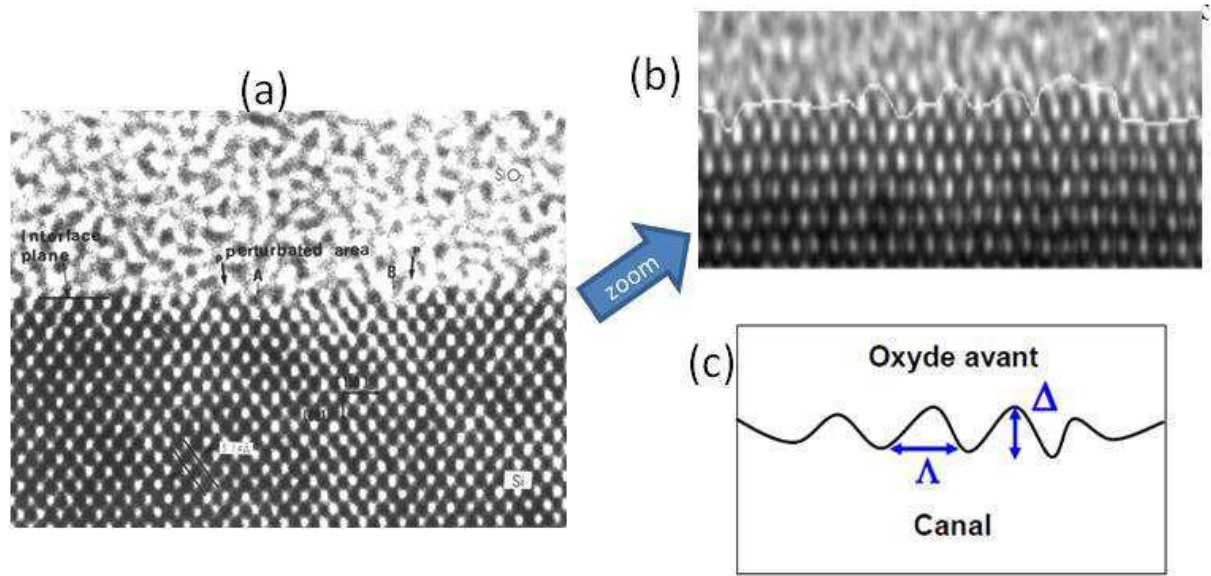 (a)
SiO₂
Interface
plane
perturbated area
A
B
Si
zoom
(b)
(c)
Oxyde avant
Δ
Λ
Canal